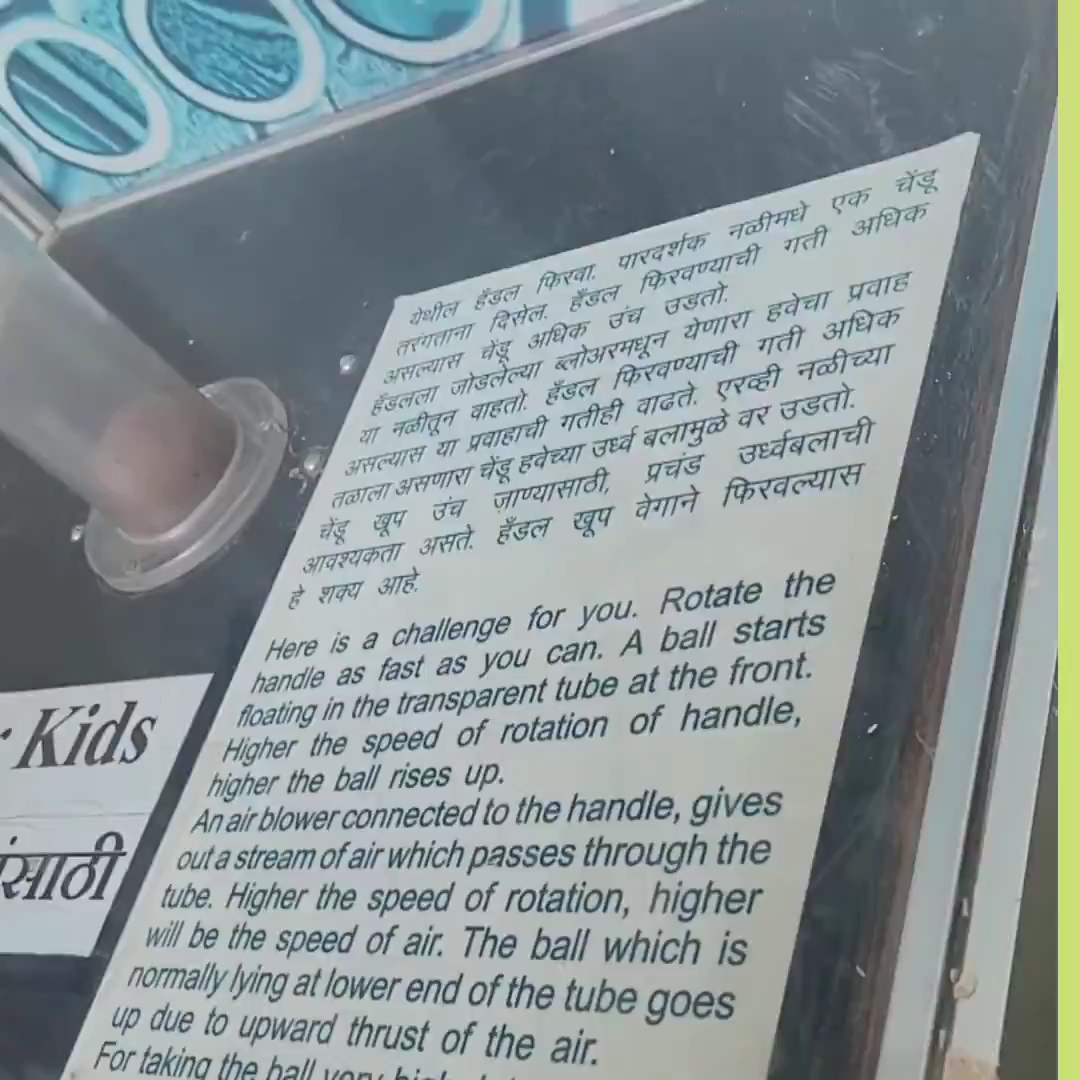 येथील हँडल फिरवा. पारदर्शक नळीमधे एक चेंडू
तरंगताना दिसेल. हँडल फिरवण्याची गती अधिक
असल्यास चेंडू अधिक उंच उडतो.
हँडलला जोडलेल्या ब्लोअरमधून येणारा हवेचा प्रवाह
या नळीतून वाहतो. हँडल फिरवण्याची गती अधिक
असल्यास या प्रवाहाची गतीही वाढते. एरव्ही नळीच्या
तळाला असणारा चेंडू हवेच्या उर्ध्व बलामुळे वर उडतो.
चेंडू खूप उंच जाण्यासाठी, प्रचंड उर्ध्वबलाची
आवश्यकता असते. हँडल खूप वेगाने फिरवल्यास
हे शक्य आहे.
Here is a challenge for you. Rotate the
handle as fast as you can. A ball starts
floating in the transparent tube at the front.
Higher the speed of rotation of handle,
higher the ball rises up.
An air blower connected to the handle, gives
out a stream of air which passes through the
tube. Higher the speed of rotation, higher
will be the speed of air. The ball which is
normally lying at lower end of the tube goes
up due to upward thrust of the air.
For taking the ball very
Kids
साठी